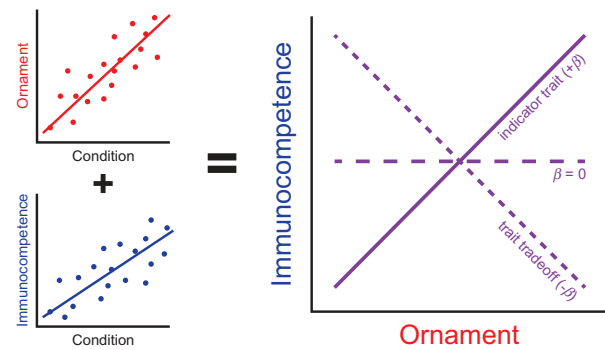 Ornament
Condition
+
Immunocompetence
Condition
=
Immunocompetence
indicator trait (+β)
β = 0
trait tradeoff (-β)
Ornament